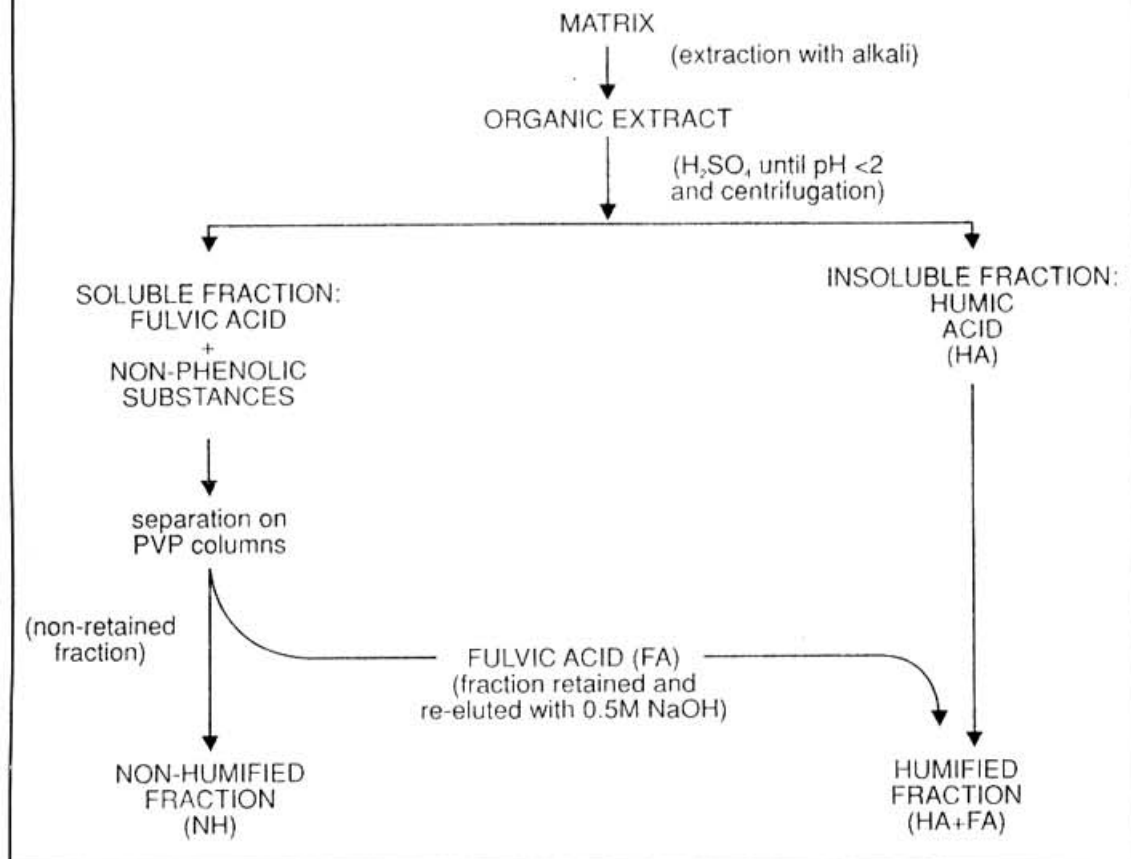 MATRIX
(extraction with alkali)
ORGANIC EXTRACT
(H₂SO₄ until pH <2
and centrifugation)
SOLUBLE FRACTION:
FULVIC ACID
+
NON-PHENOLIC
SUBSTANCES
INSOLUBLE FRACTION:
HUMIC
ACID
(HA)
separation on
PVP columns
(non-retained
fraction)
FULVIC ACID (FA)
(fraction retained and
re-eluted with 0.5M NaOH)
NON-HUMIFIED
FRACTION
(NH)
HUMIFIED
FRACTION
(HA+FA)